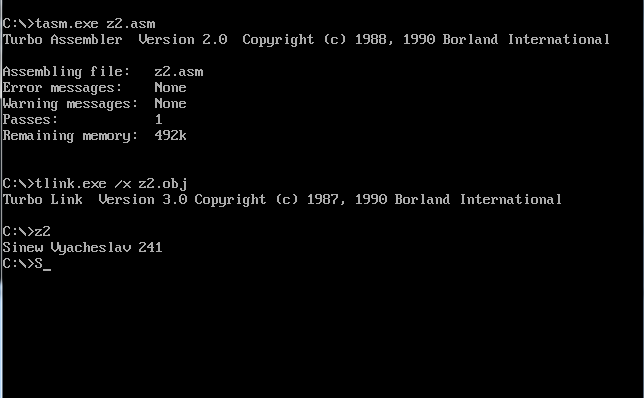 C:\>tasm.exe z2.asm
Turbo Assembler  Version 2.0  Copyright (c) 1988, 1990 Borland International
Assembling file:   z2.asm
Error messages:    None
Warning messages:  None
Passes:            1
Remaining memory:  492k
C:\>tlink.exe /x z2.obj
Turbo Link  Version 3.0 Copyright (c) 1987, 1990 Borland International
C:\>z2
Sinew Vyacheslav 241
C:\>S_